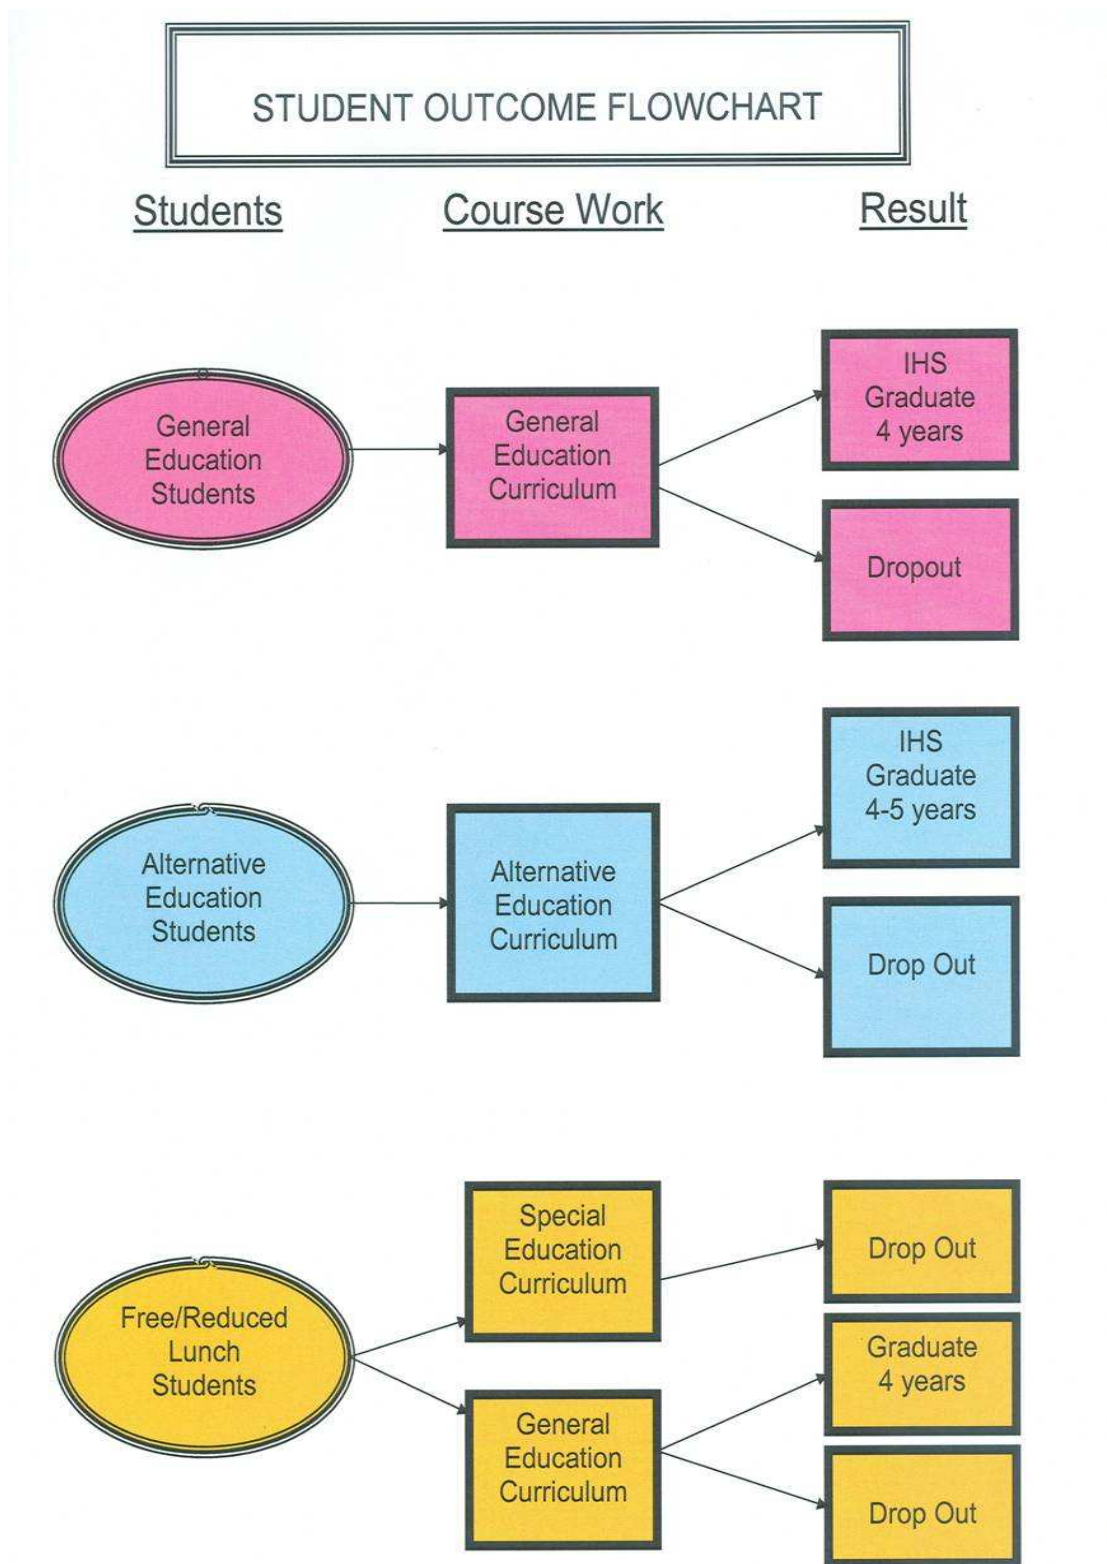 STUDENT OUTCOME FLOWCHART
Students
Course Work
Result
General
Education
Students
General
Education
Curriculum
IHS
Graduate
4 years
Dropout
Alternative
Education
Students
Alternative
Education
Curriculum
IHS
Graduate
4-5 years
Drop Out
Free/Reduced
Lunch
Students
Special
Education
Curriculum
Drop Out
General
Education
Curriculum
Graduate
4 years
Drop Out